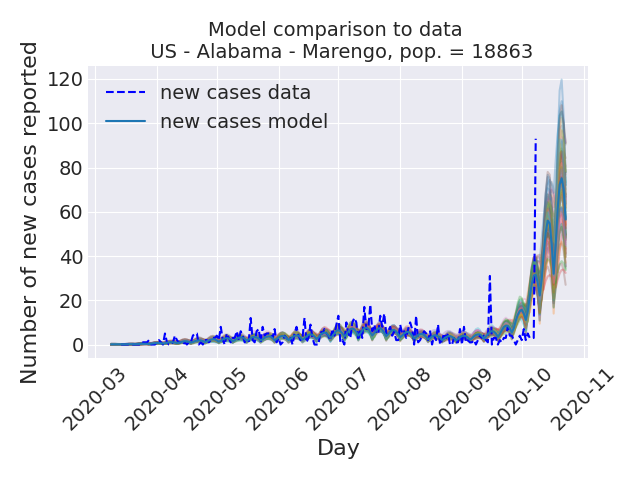 Model comparison to data
US - Alabama - Marengo, pop. = 18863
Number of new cases reported
120
100
80
60
40
20
0
new cases data
new cases model
2020-03
2020-04
2020-05
2020-06
2020-07
2020-08
2020-09
2020-10
2020-11
Day